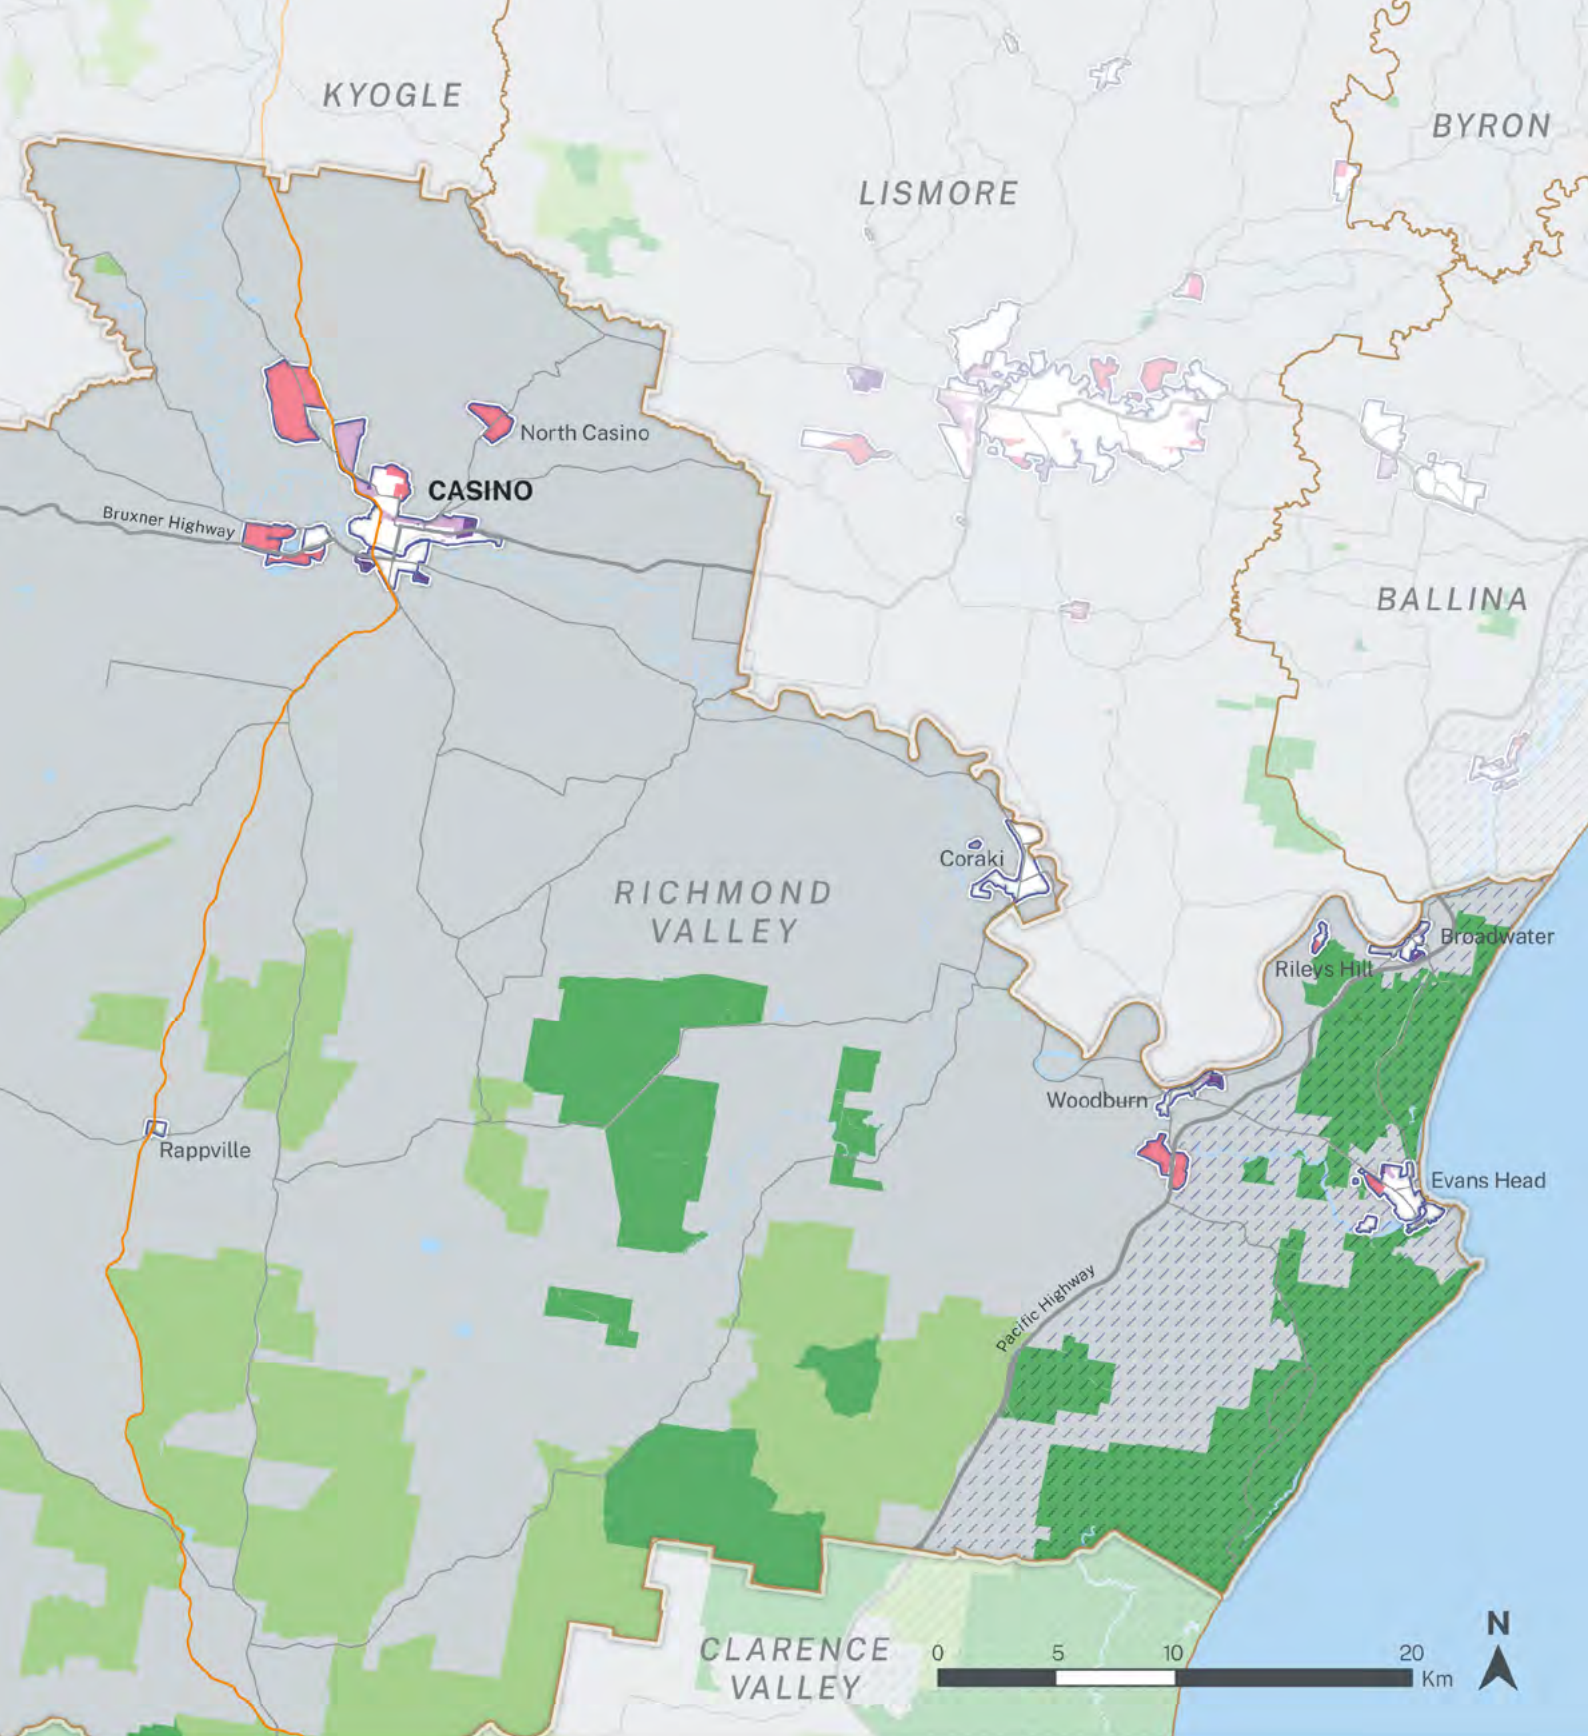 KYOGLE
BYRON
LISMORE
North Casino
CASINO
Bruxner Highway
BALLINA
Coraki
RICHMOND
VALLEY
Broadwater
Rileys Hill
Woodburn
Rappville
Evans Head
Pacific Highway
N
CLARENCE
VALLEY
0 5 10 20
Km